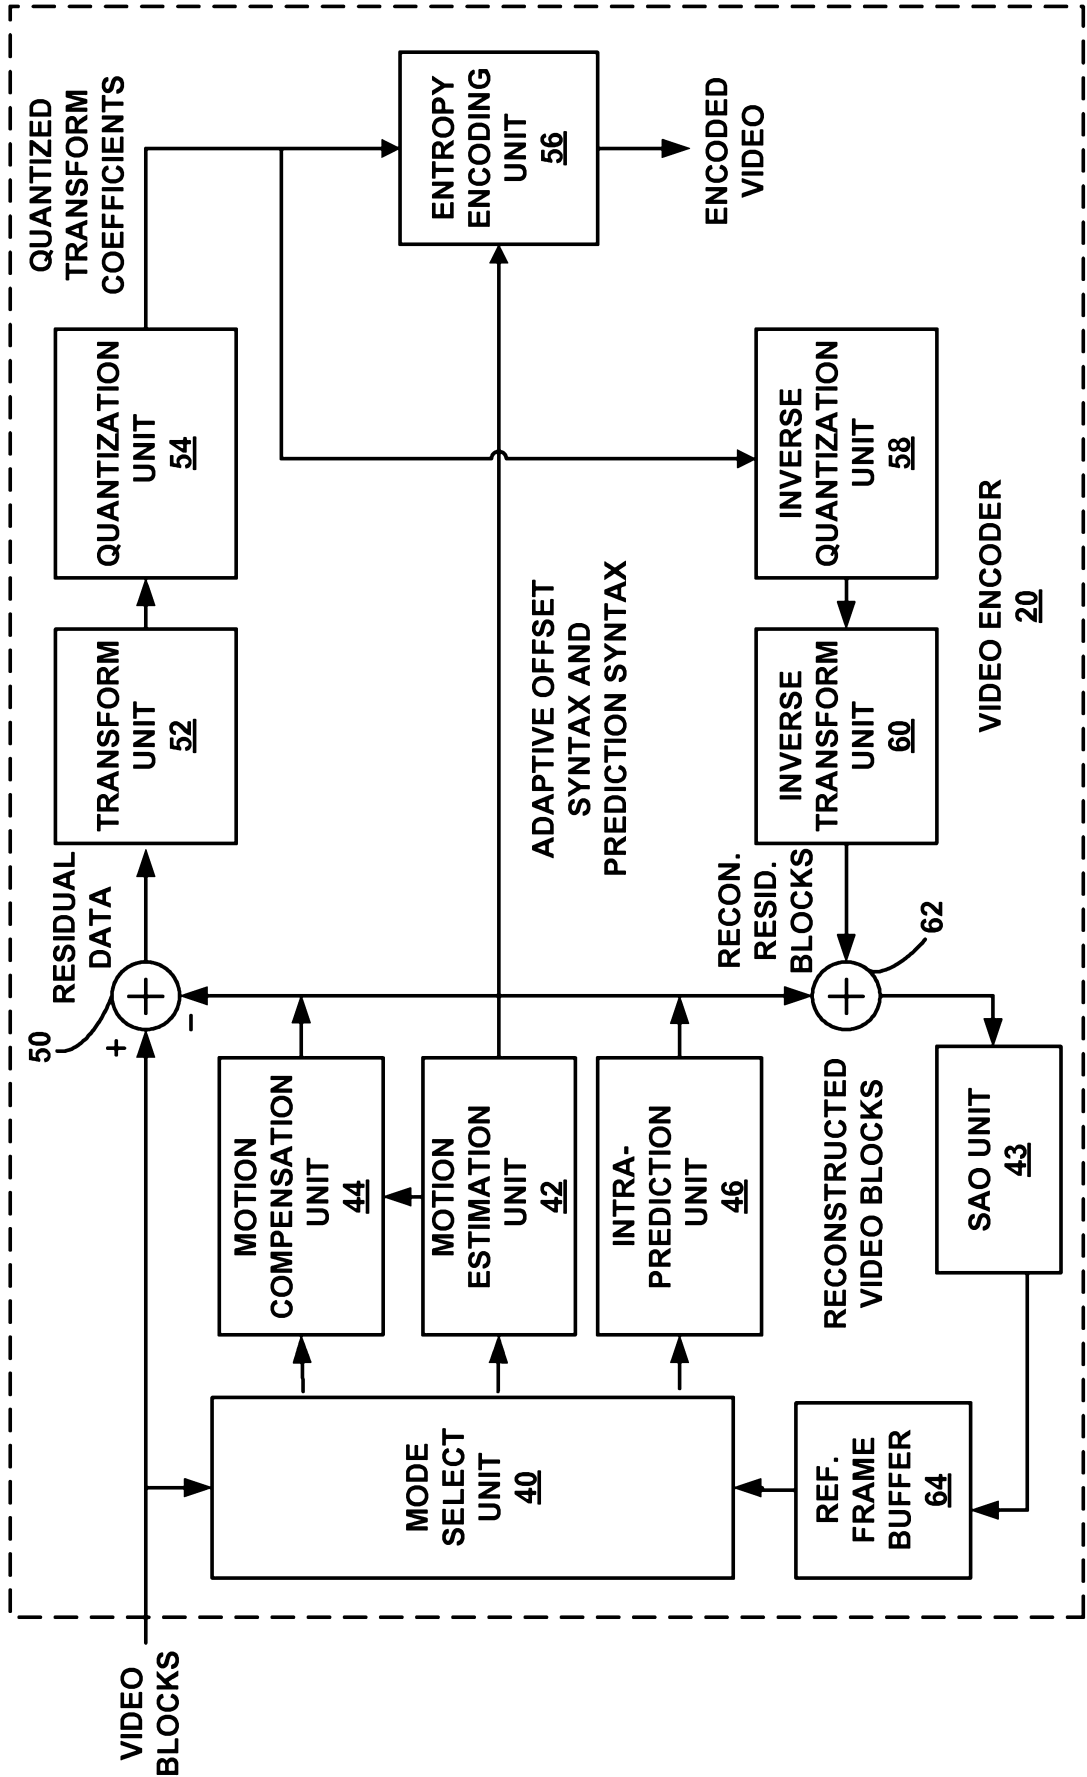 VIDEO
BLOCKS
50
+
-
RESIDUAL
DATA
TRANSFORM
UNIT
52
QUANTIZATION
UNIT
54
QUANTIZED
TRANSFORM
COEFFICIENTS
MODE
SELECT
UNIT
40
MOTION
COMPENSATION
UNIT
44
MOTION
ESTIMATION
UNIT
42
INTRA-
PREDICTION
UNIT
46
ADAPTIVE OFFSET
SYNTAX AND
PREDICTION SYNTAX
ENTROPY
ENCODING
UNIT
56
ENCODED
VIDEO
REF.
FRAME
BUFFER
64
RECONSTRUCTED
VIDEO BLOCKS
SAO UNIT
43
RECON.
RESID.
BLOCKS
62
INVERSE
TRANSFORM
UNIT
60
INVERSE
QUANTIZATION
UNIT
58
VIDEO ENCODER
20